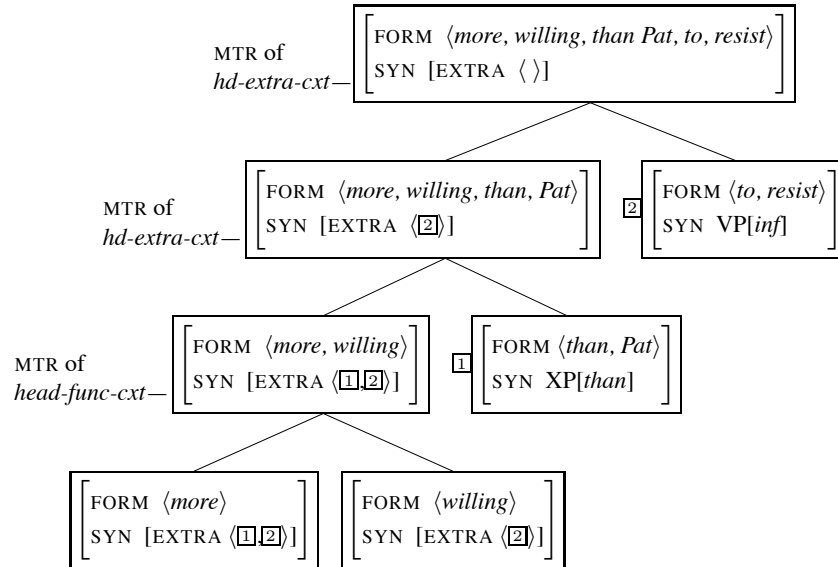 MTR of
hd-extra-cxt
FORM ⟨more, willing, than Pat, to, resist⟩
SYN [EXTRA ⟨ ⟩]
MTR of
hd-extra-cxt
FORM ⟨more, willing, than, Pat⟩
SYN [EXTRA ⟨2⟩]
2
FORM ⟨to, resist⟩
SYN VP[inf]
MTR of
head-func-cxt
FORM ⟨more, willing⟩
SYN [EXTRA ⟨1,2⟩]
1
FORM ⟨than, Pat⟩
SYN XP[than]
FORM ⟨more⟩
SYN [EXTRA ⟨1,2⟩]
FORM ⟨willing⟩
SYN [EXTRA ⟨2⟩]